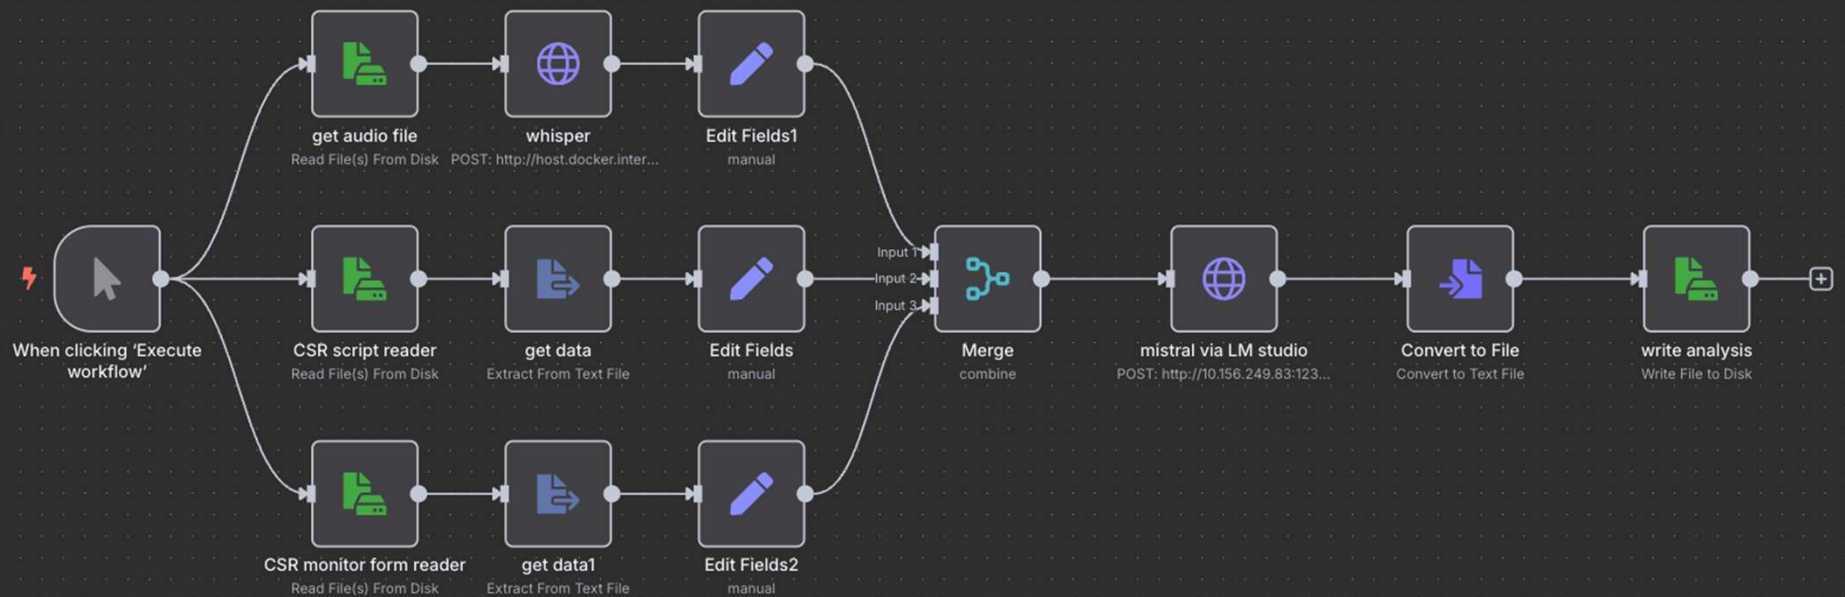 get audio file
Read File(s) From Disk
whisper
POST: http://host.docker.inter...
Edit Fields1
manual
When clicking ‘Execute
workflow’
CSR script reader
Read File(s) From Disk
get data
Extract From Text File
Edit Fields
manual
Input 1
Input 2
Input 3
Merge
combine
mistral via LM studio
POST: http://10.156.249.83:123...
Convert to File
Convert to Text File
write analysis
Write File to Disk
CSR monitor form reader
Read File(s) From Disk
get data1
Extract From Text File
Edit Fields2
manual